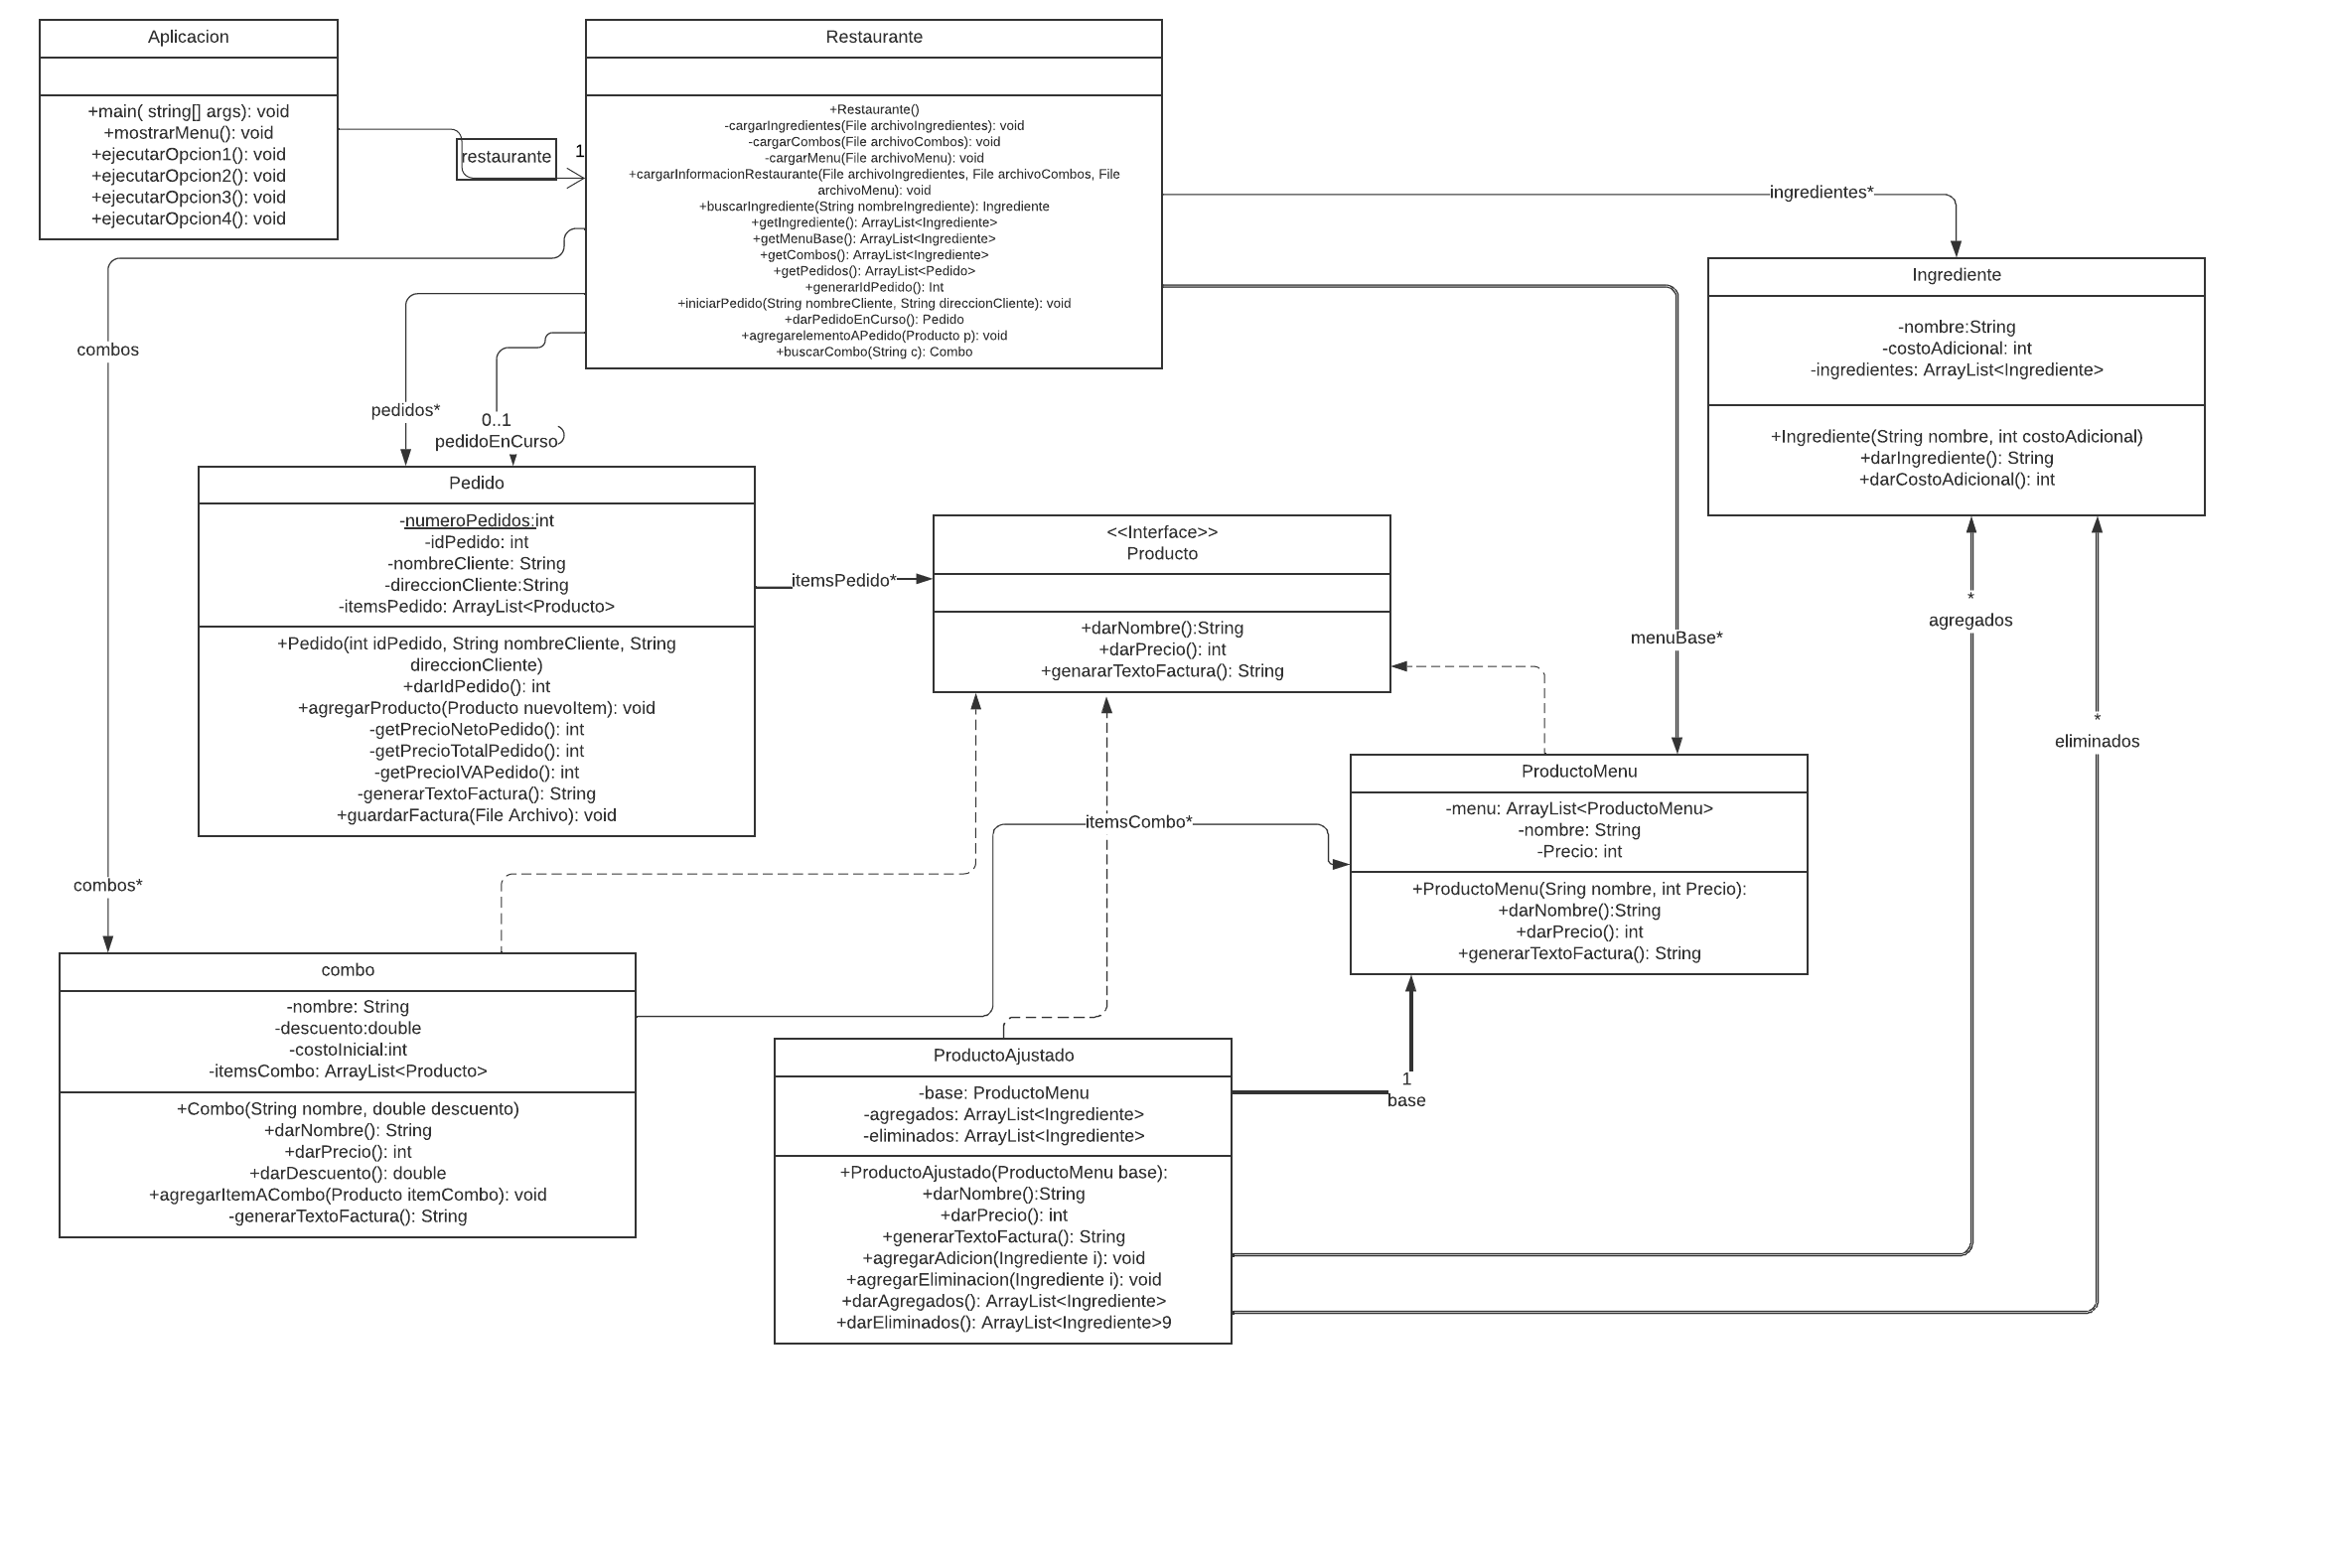 Aplicacion
+main( string[] args): void
+mostrarMenu(): void
+ejecutarOpcion1(): void
+ejecutarOpcion2(): void
+ejecutarOpcion3(): void
+ejecutarOpcion4(): void
restaurante
1
Restaurante
+Restaurante()
-cargarIngredientes(File archivoIngredientes): void
-cargarCombos(File archivoCombos): void
-cargarMenu(File archivoMenu): void
+cargarInformacionRestaurante(File archivoIngredientes, File archivoCombos, File
archivoMenu): void
+buscarIngrediente(String nombreIngrediente): Ingrediente
+getIngrediente(): ArrayList<Ingrediente>
+getMenuBase(): ArrayList<Ingrediente>
+getCombos(): ArrayList<Ingrediente>
+getPedidos(): ArrayList<Pedido>
+generarIdPedido(): Int
+iniciarPedido(String nombreCliente, String direccionCliente): void
+darPedidoEnCurso(): Pedido
+agregarelementoAPedido(Producto p): void
+buscarCombo(String c): Combo
ingredientes*
Ingrediente
-nombre:String
-costoAdicional: int
-ingredientes: ArrayList<Ingrediente>
+Ingrediente(String nombre, int costoAdicional)
+darIngrediente(): String
+darCostoAdicional(): int
combos
pedidos*
0..1
pedidoEnCurso
Pedido
-numeroPedidos:int
-idPedido: int
-nombreCliente: String
-direccionCliente:String
-itemsPedido: ArrayList<Producto>
+Pedido(int idPedido, String nombreCliente, String
direccionCliente)
+darIdPedido(): int
+agregarProducto(Producto nuevoItem): void
-getPrecioNetoPedido(): int
-getPrecioTotalPedido(): int
-getPrecioIVAPedido(): int
-generarTextoFactura(): String
+guardarFactura(File Archivo): void
itemsPedido*
<<Interface>>
Producto
+darNombre():String
+darPrecio(): int
+genararTextoFactura(): String
menuBase*
*
agregados
*
eliminados
ProductoMenu
-menu: ArrayList<ProductoMenu>
-nombre: String
-Precio: int
+ProductoMenu(Sring nombre, int Precio):
+darNombre():String
+darPrecio(): int
+generarTextoFactura(): String
itemsCombo*
combos*
combo
-nombre: String
-descuento:double
-costoInicial:int
-itemsCombo: ArrayList<Producto>
+Combo(String nombre, double descuento)
+darNombre(): String
+darPrecio(): int
+darDescuento(): double
+agregarItemACombo(Producto itemCombo): void
-generarTextoFactura(): String
ProductoAjustado
-base: ProductoMenu
-agregados: ArrayList<Ingrediente>
-eliminados: ArrayList<Ingrediente>
+ProductoAjustado(ProductoMenu base):
+darNombre():String
+darPrecio(): int
+generarTextoFactura(): String
+agregarAdicion(Ingrediente i): void
+agregarEliminacion(Ingrediente i): void
+darAgregados(): ArrayList<Ingrediente>
+darEliminados(): ArrayList<Ingrediente>9
1
base